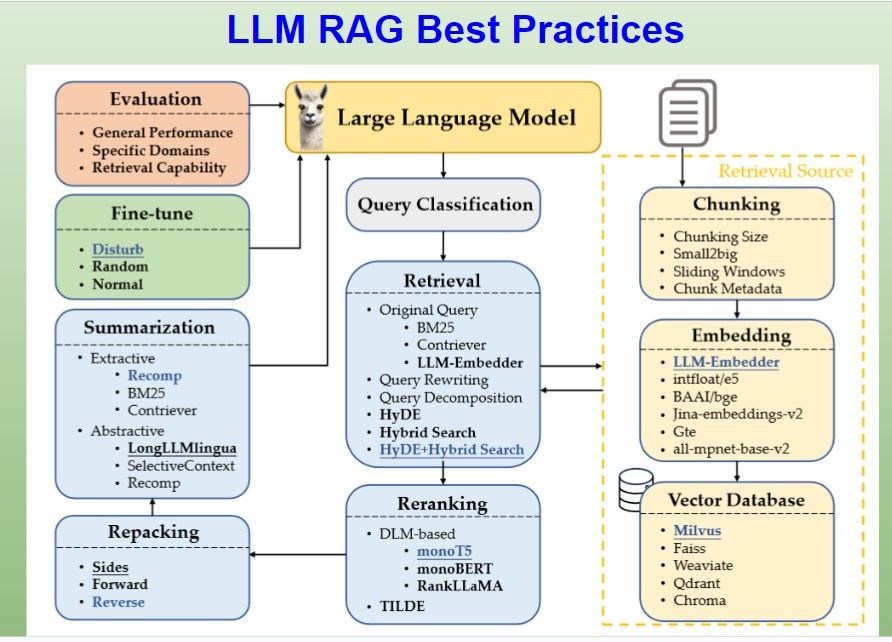 LLM RAG Best Practices
Evaluation
• General Performance
• Specific Domains
• Retrieval Capability
Large Language Model
Fine-tune
• Disturb
• Random
• Normal
Query Classification
Summarization
• Extractive
• Recomp
• BM25
• Contriever
• Abstractive
• LongLLMlingua
• SelectiveContext
• Recomp
Retrieval
• Original Query
• BM25
• Contriever
• LLM-Embedder
• Query Rewriting
• Query Decomposition
• HyDE
• Hybrid Search
• HyDE+Hybrid Search
Repacking
• Sides
• Forward
• Reverse
Reranking
• DLM-based
• monoT5
• monoBERT
• RankLLaMA
• TILDE
Retrieval Source
Chunking
• Chunking Size
• Small2big
• Sliding Windows
• Chunk Metadata
Embedding
• LLM-Embedder
• intfloat/e5
• BAAI/bge
• Jina-embeddings-v2
• Gte
• all-mpnet-base-v2
Vector Database
• Milvus
• Faiss
• Weaviate
• Qdrant
• Chroma